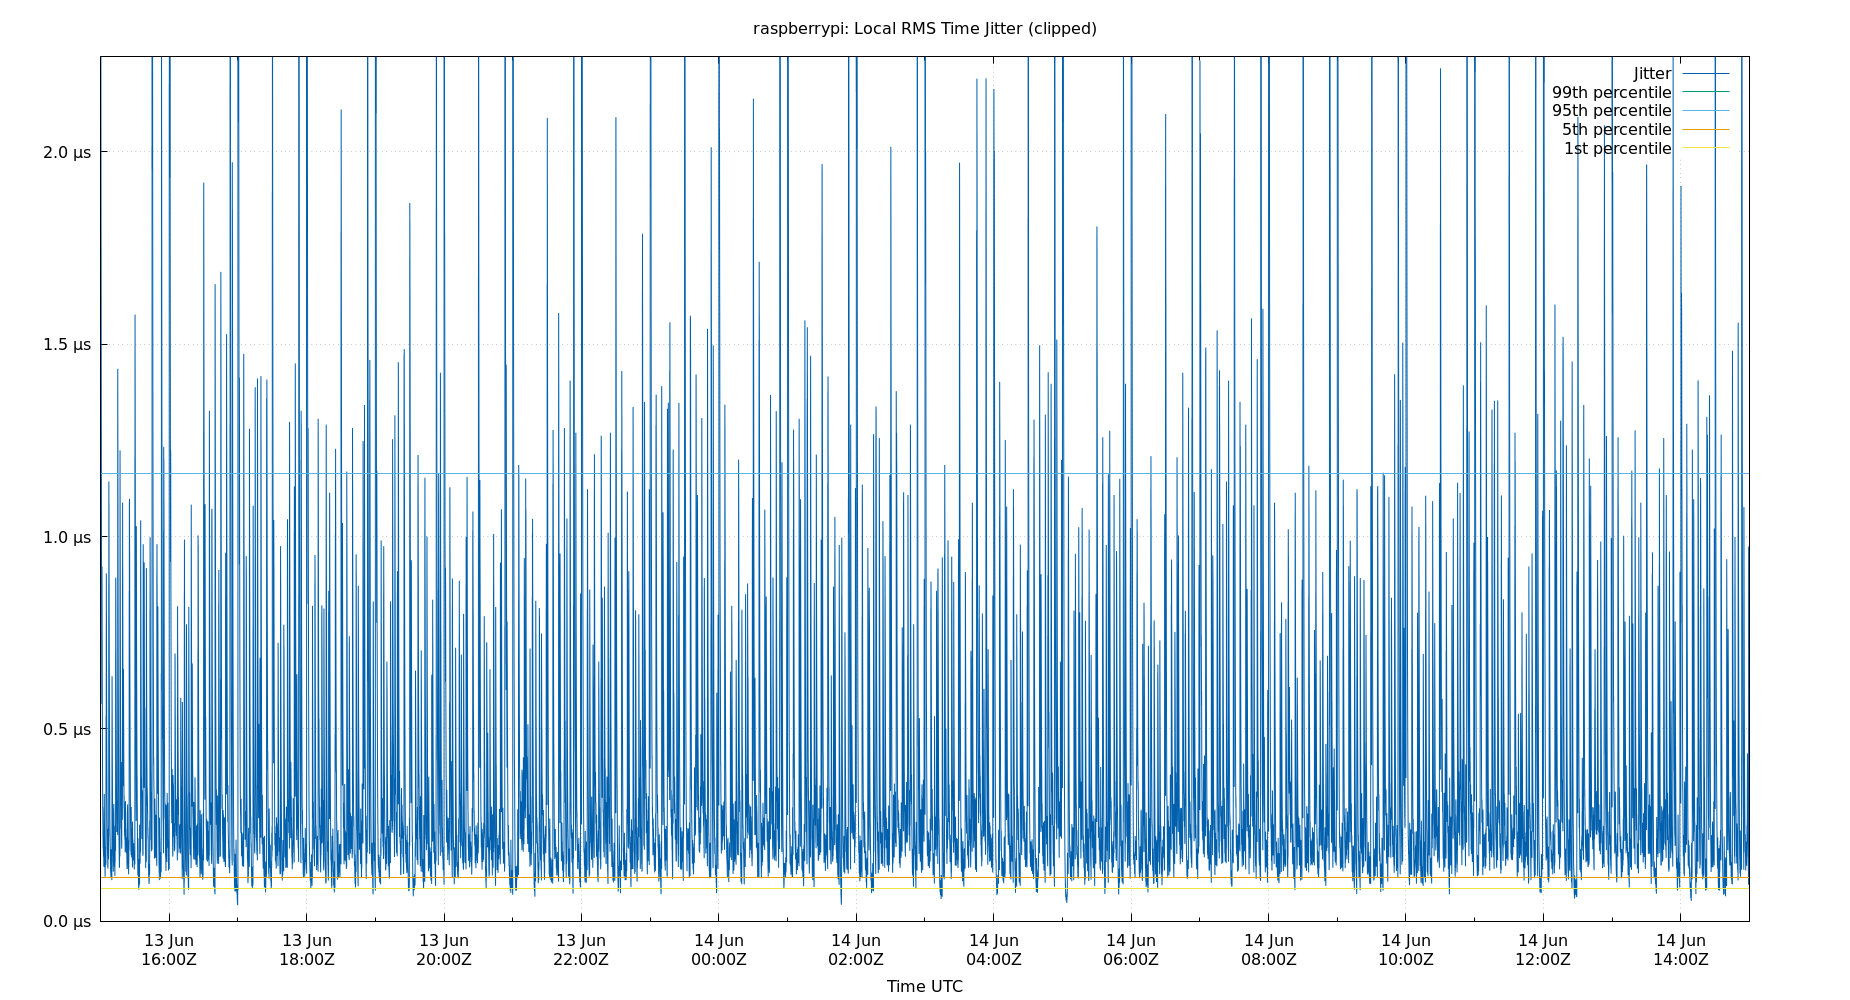 raspberrypi: Local RMS Time Jitter (clipped)
Jitter
99th percentile
95th percentile
5th percentile
1st percentile
2.0 µs
1.5 µs
1.0 µs
0.5 µs
0.0 µs
13 Jun 13 Jun 13 Jun 13 Jun 14 Jun 14 Jun 14 Jun 14 Jun 14 Jun 14 Jun 14 Jun 14 Jun
16:00Z 18:00Z 20:00Z 22:00Z 00:00Z 02:00Z 04:00Z 06:00Z 08:00Z 10:00Z 12:00Z 14:00Z
Time UTC